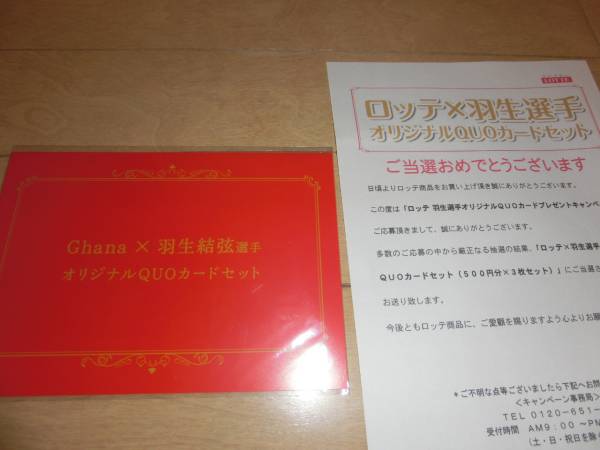 Ghana × 羽生結弦選手
オリジナルQUOカードセット
LOTTE
ロッテ×羽生選手
オリジナルQUOカードセット
ご当選おめでとうございます
日頃よりロッテ商品をお買い上げ頂き誠にありがとうございます。
この度は「ロッテ 羽生選手オリジナルQUOカードプレゼントキャンペ
ご応募頂きまして、誠にありがとうございます。
多数のご応募の中から厳正なる抽選の結果、「ロッテ×羽生選手
QUOカードセット（500円分×3枚セット）」にご当選さ
お送り致します。
今後ともロッテ商品に、ご愛顧を賜りますよう心よりお願
＊ご不明な点等ございましたら下記へお問
＜キャンペーン事務局＞
TEL 0120-651-
受付時間 AM9：00 ～PM
（土・日・祝日を除